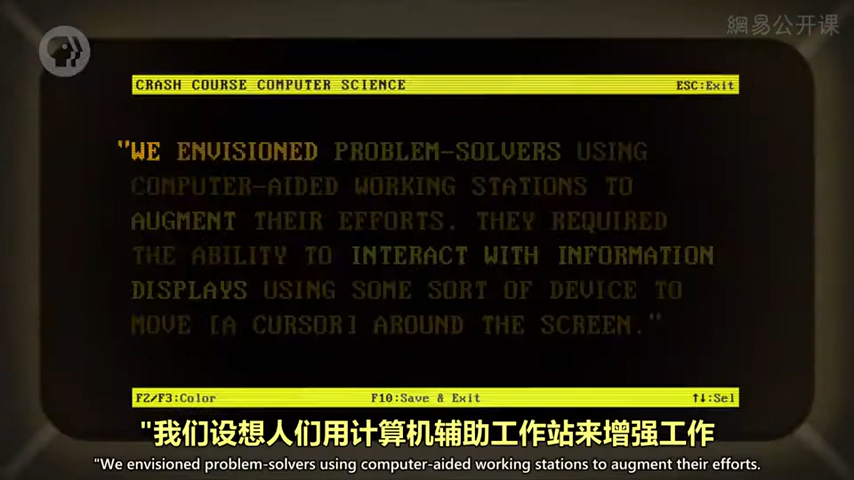 網易公开课
CRASH COURSE COMPUTER SCIENCE ESC:Exit
"WE ENVISIONED PROBLEM-SOLVERS USING
COMPUTER-AIDED WORKING STATIONS TO
AUGMENT THEIR EFFORTS. THEY REQUIRED
THE ABILITY TO INTERACT WITH INFORMATION
DISPLAYS USING SOME SORT OF DEVICE TO
MOVE [A CURSOR] AROUND THE SCREEN."
F2/F3:Color F10:Save & Exit ↑↓:Sel
"我们设想人们用计算机辅助工作站来增强工作
"We envisioned problem-solvers using computer-aided working stations to augment their efforts.